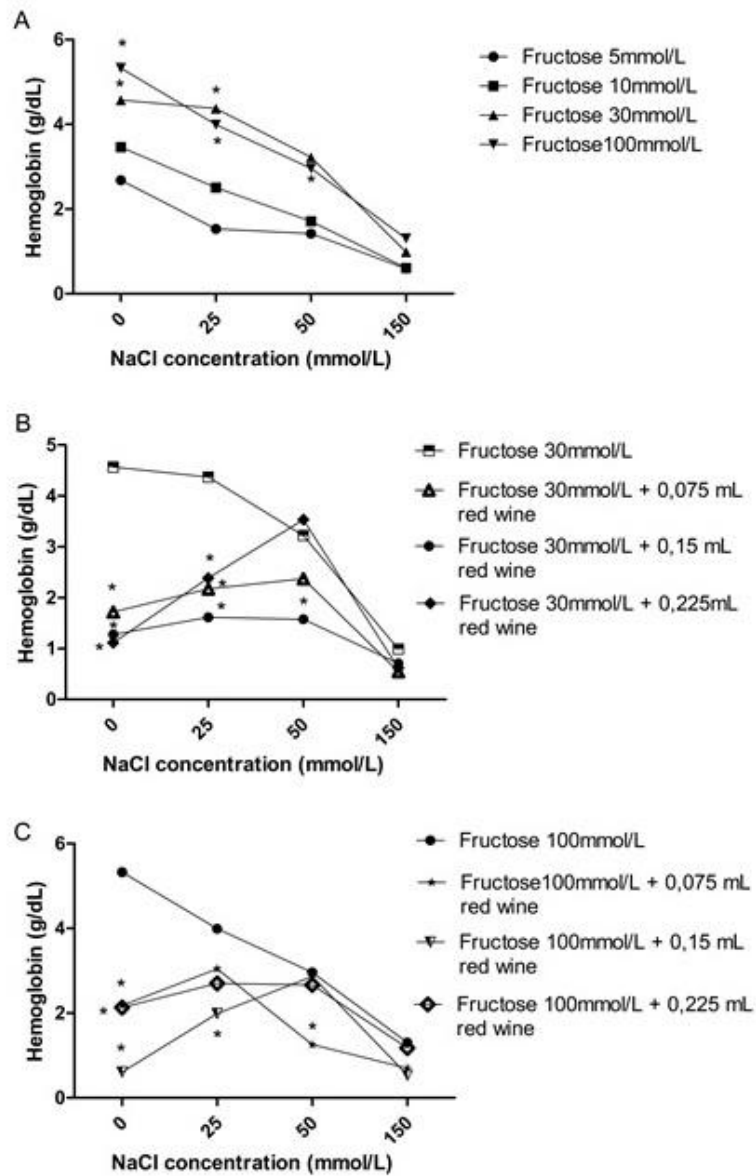 A
6
4
2
0
Hemoglobin (g/dL)
0
25
50
150
NaCl concentration (mmol/L)
Fructose 5mmol/L
Fructose 10mmol/L
Fructose 30mmol/L
Fructose100mmol/L
B
5
4
3
2
1
0
Hemoglobin (g/dL)
0
25
50
150
NaCl concentration (mmol/L)
Fructose 30mmol/L
Fructose 30mmol/L + 0,075 mL
red wine
Fructose 30mmol/L + 0,15 mL
red wine
Fructose 30mmol/L + 0,225mL
red wine
C
6
4
2
0
Hemoglobin (g/dL)
0
25
50
150
NaCl concentration (mmol/L)
Fructose 100mmol/L
Fructose100mmol/L + 0,075 mL
red wine
Fructose 100mmol/L + 0,15 mL
red wine
Fructose 100mmol/L + 0,225 mL
red wine